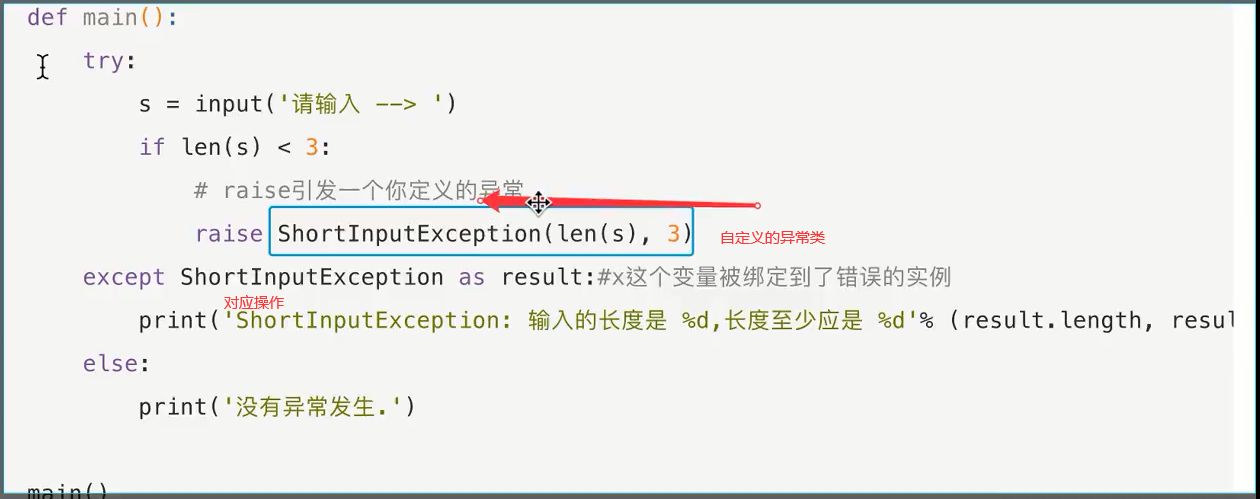 def main():
try:
s = input('请输入 --> ')
if len(s) < 3:
# raise引发一个你定义的异常
raise ShortInputException(len(s), 3)
自定义的异常类
except ShortInputException as result:#x这个变量被绑定到了错误的实例
对应操作
print('ShortInputException: 输入的长度是 %d,长度至少应是 %d'% (result.length, resul
else:
print('没有异常发生.')
main()